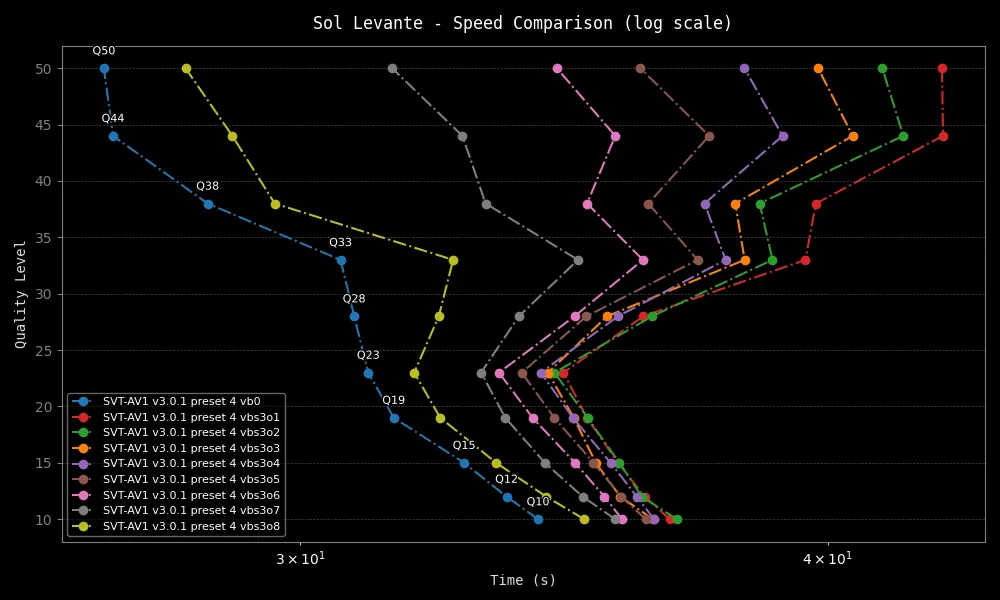 Sol Levante - Speed Comparison (log scale)
Quality Level
50
45
40
35
30
25
20
15
10
Q50
Q44
Q38
Q33
Q28
Q23
Q19
Q15
Q12
Q10
SVT-AV1 v3.0.1 preset 4 vb0
SVT-AV1 v3.0.1 preset 4 vbs3o1
SVT-AV1 v3.0.1 preset 4 vbs3o2
SVT-AV1 v3.0.1 preset 4 vbs3o3
SVT-AV1 v3.0.1 preset 4 vbs3o4
SVT-AV1 v3.0.1 preset 4 vbs3o5
SVT-AV1 v3.0.1 preset 4 vbs3o6
SVT-AV1 v3.0.1 preset 4 vbs3o7
SVT-AV1 v3.0.1 preset 4 vbs3o8
3 × 10¹
4 × 10¹
Time (s)